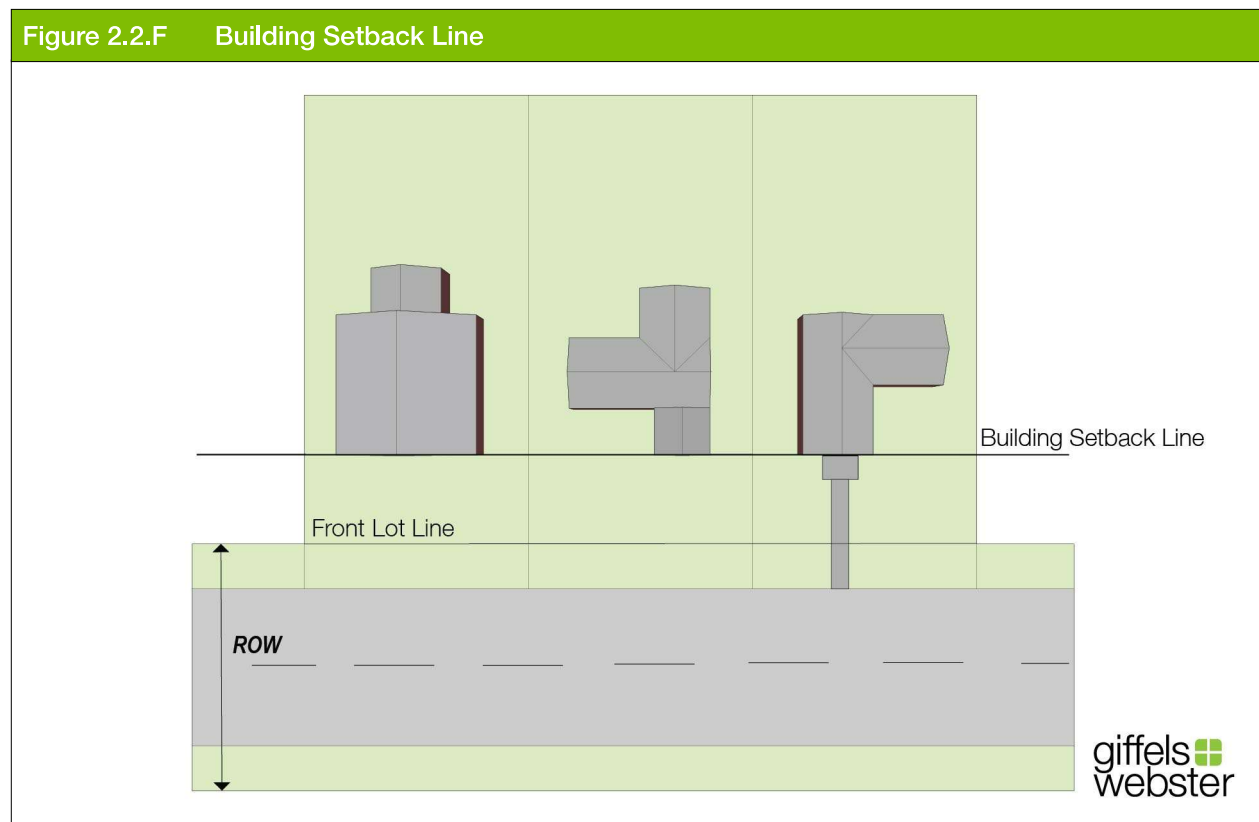 Figure 2.2.F Building Setback Line
Building Setback Line
Front Lot Line
ROW
giffels
webster